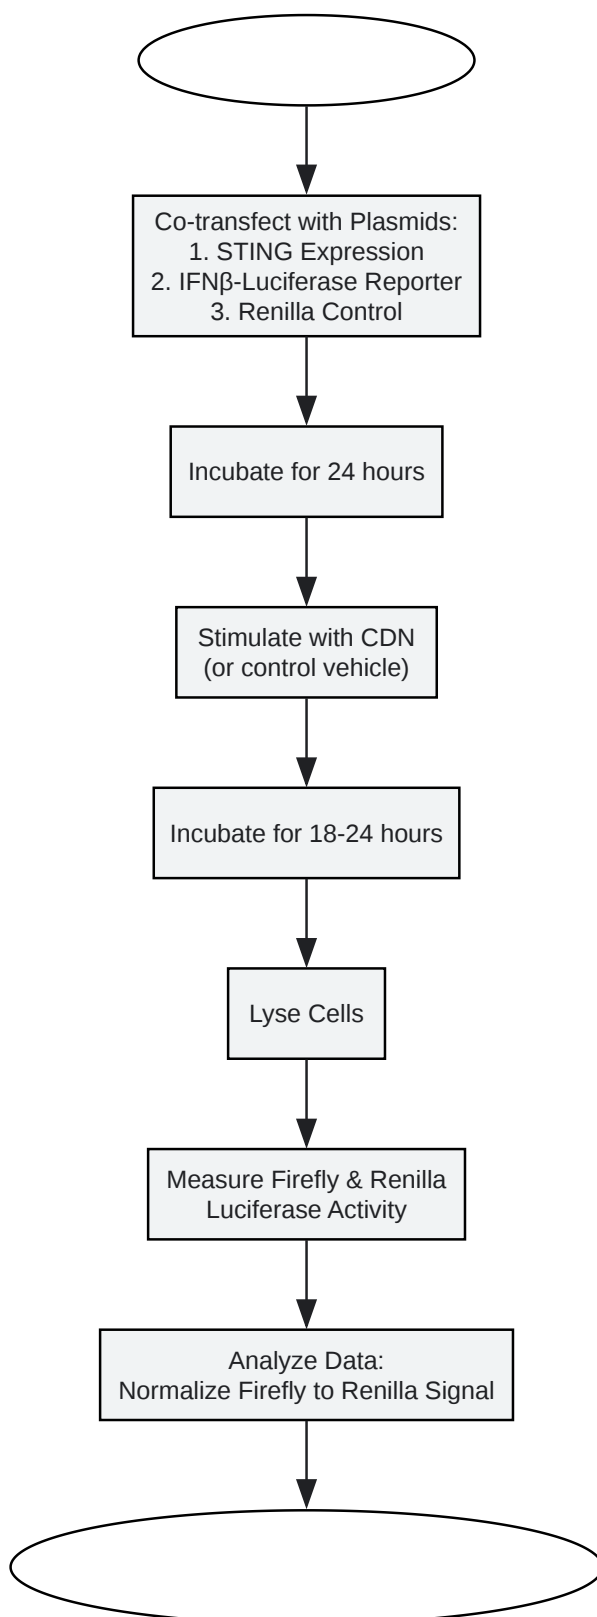 Co-transfect with Plasmids:
1. STING Expression
2. IFNβ-Luciferase Reporter
3. Renilla Control
Incubate for 24 hours
Stimulate with CDN
(or control vehicle)
Incubate for 18-24 hours
Lyse Cells
Measure Firefly & Renilla
Luciferase Activity
Analyze Data:
Normalize Firefly to Renilla Signal